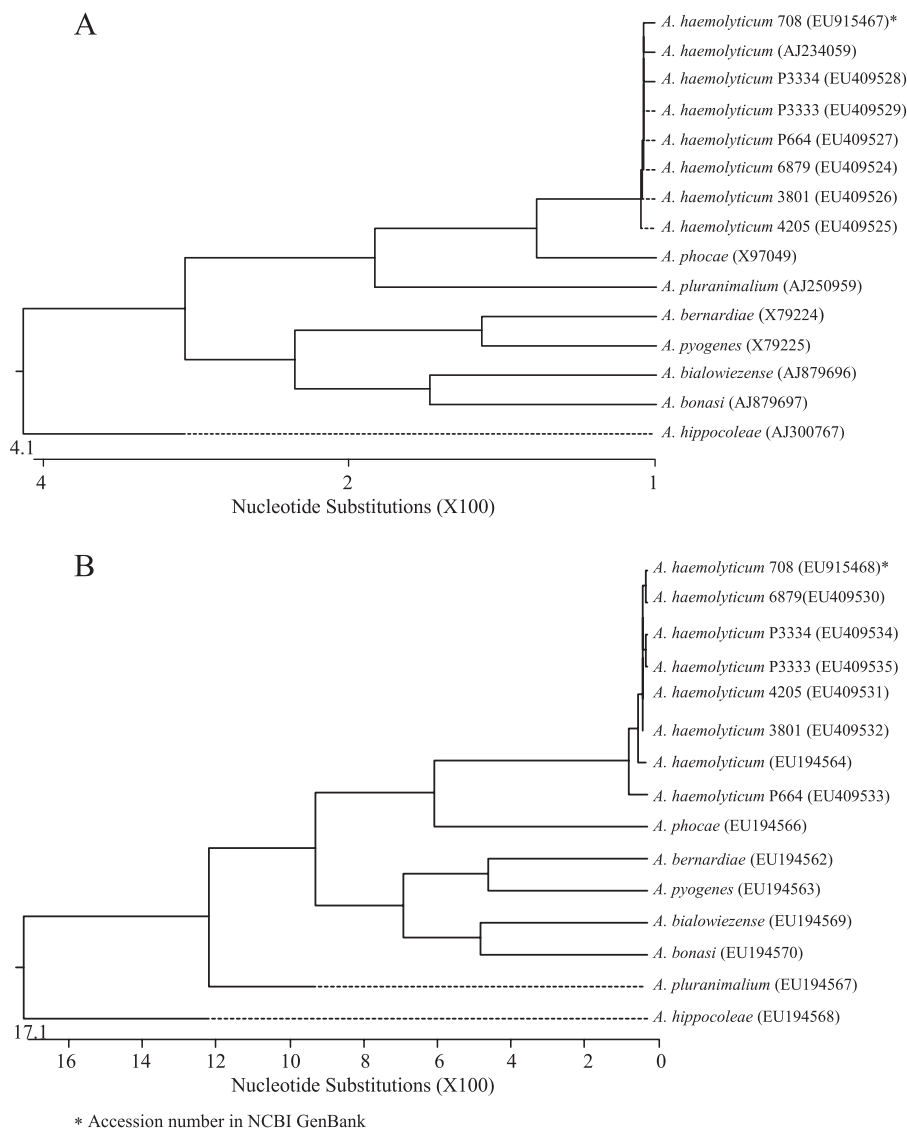 A
A. haemolyticum 708 (EU915467)*
A. haemolyticum (AJ234059)
A. haemolyticum P3334 (EU409528)
A. haemolyticum P3333 (EU409529)
A. haemolyticum P664 (EU409527)
A. haemolyticum 6879 (EU409524)
A. haemolyticum 3801 (EU409526)
A. haemolyticum 4205 (EU409525)
A. phocae (X97049)
A. pluranimalium (AJ250959)
A. bernardiae (X79224)
A. pyogenes (X79225)
A. bialowiezense (AJ879696)
A. bonasi (AJ879697)
A. hippocoleae (AJ300767)
4.1
4 2 1
Nucleotide Substitutions (X100)
B
A. haemolyticum 708 (EU915468)*
A. haemolyticum 6879(EU409530)
A. haemolyticum P3334 (EU409534)
A. haemolyticum P3333 (EU409535)
A. haemolyticum 4205 (EU409531)
A. haemolyticum 3801 (EU409532)
A. haemolyticum (EU194564)
A. haemolyticum P664 (EU409533)
A. phocae (EU194566)
A. bernardiae (EU194562)
A. pyogenes (EU194563)
A. bialowiezense (EU194569)
A. bonasi (EU194570)
A. pluranimalium (EU194567)
A. hippocoleae (EU194568)
17.1
16 14 12 10 8 6 4 2 0
Nucleotide Substitutions (X100)
* Accession number in NCBI GenBank